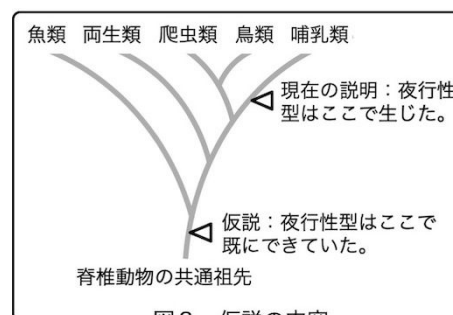 魚類 両生類 爬虫類 鳥類 哺乳類
現在の説明：夜行性
型はここで生じた。
仮説：夜行性型はここで
既にできていた。
脊椎動物の共通祖先